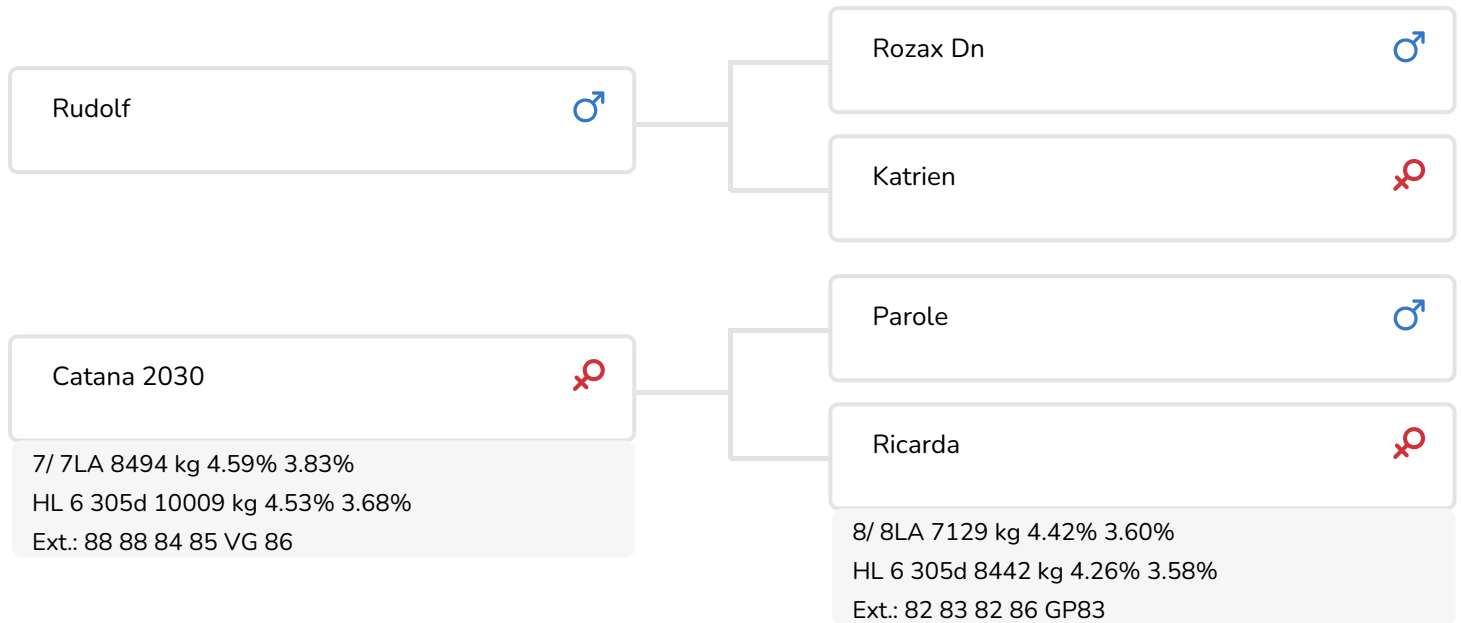 Rudolf
Rozax Dn
Katrien
Catana 2030
7/ 7LA 8494 kg 4.59% 3.83%
HL 6 305d 10009 kg 4.53% 3.68%
Ext.: 88 88 84 85 VG 86
Parole
Ricarda
8/ 8LA 7129 kg 4.42% 3.60%
HL 6 305d 8442 kg 4.26% 3.58%
Ext.: 82 83 82 86 GP83